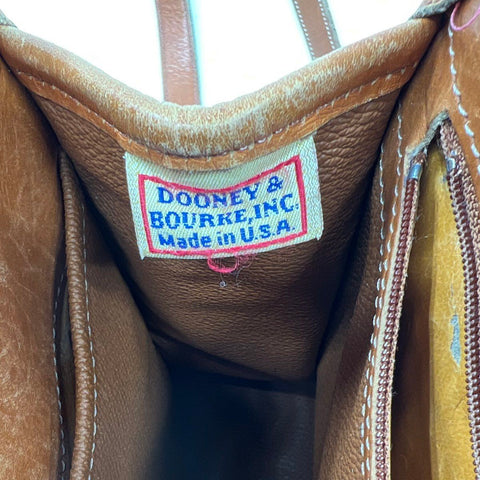 DOONEY &
BOURKE, INC.
Made in U.S.A.